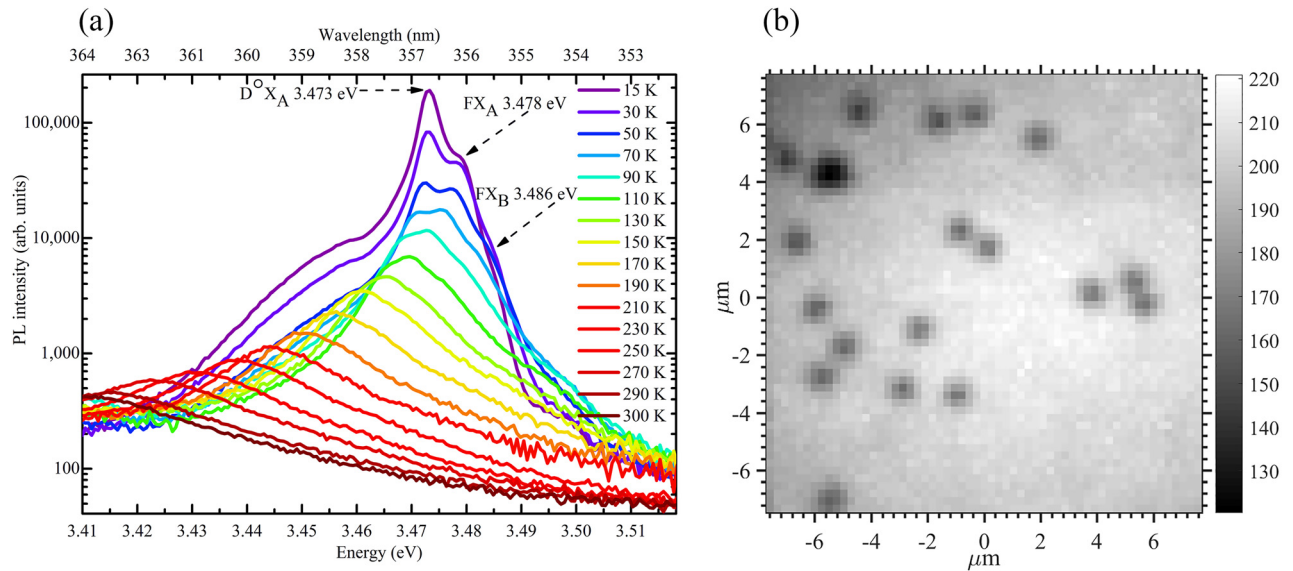 (a)
Wavelength (nm)
364 363 362 361 360 359 358 357 356 355 354 353
D°X_A 3.473 eV
FX_A 3.478 eV
FX_B 3.486 eV
15 K
30 K
50 K
70 K
90 K
110 K
130 K
150 K
170 K
190 K
210 K
230 K
250 K
270 K
290 K
300 K
PL intensity (arb. units)
100,000
10,000
1,000
100
3.41 3.42 3.43 3.44 3.45 3.46 3.47 3.48 3.49 3.50 3.51
Energy (eV)
(b)
μm
6
4
2
0
-2
-4
-6
-6 -4 -2 0 2 4 6
μm
220
210
200
190
180
170
160
150
140
130